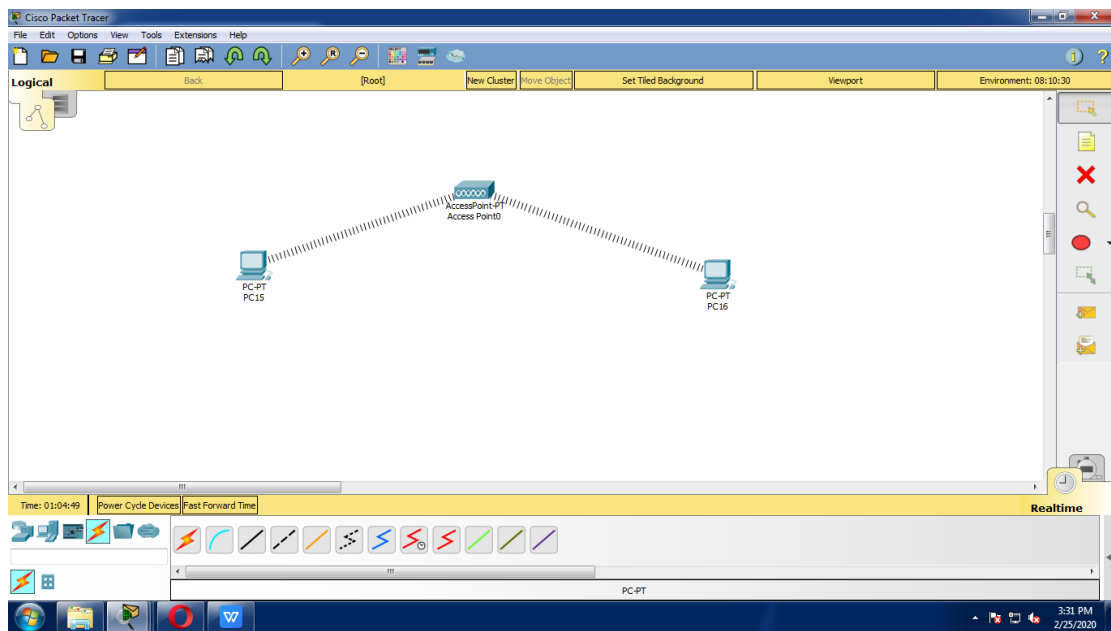 Cisco Packet Tracer
File Edit Options View Tools Extensions Help
Logical Back [Root] New Cluster Move Object Set Tiled Background Viewport Environment: 08:10:30
AccessPoint-PT
Access Point0
PC-PT
PC15
PC-PT
PC16
Time: 01:04:49 Power Cycle Devices Fast Forward Time Realtime
PC-PT
3:31 PM
2/25/2020